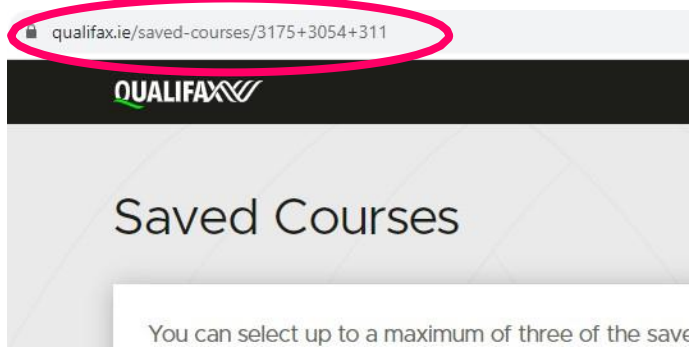 qualifax.ie/saved-courses/3175+3054+311
QUALIFAX
Saved Courses
You can select up to a maximum of three of the save